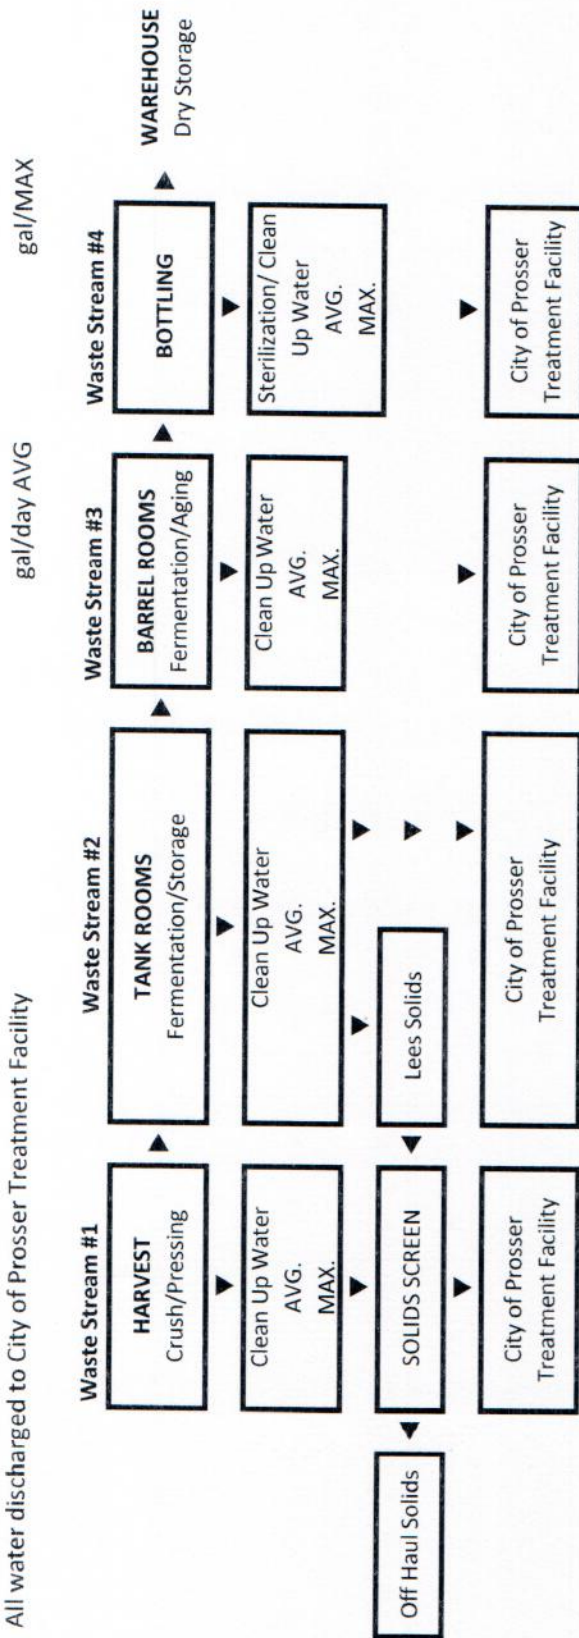 All water discharged to City of Prosser Treatment Facility
gal/day AVG
gal/MAX
Waste Stream #1
Waste Stream #2
Waste Stream #3
Waste Stream #4
HARVEST
Crush/Pressing
TANK ROOMS
Fermentation/Storage
BARREL ROOMS
Fermentation/Aging
BOTTLING
WAREHOUSE
Dry Storage
Clean Up Water
AVG.
MAX.
Clean Up Water
AVG.
MAX.
Clean Up Water
AVG.
MAX.
Sterilization/ Clean
Up Water
AVG.
MAX.
Off Haul Solids
SOLIDS SCREEN
Lees Solids
City of Prosser
Treatment Facility
City of Prosser
Treatment Facility
City of Prosser
Treatment Facility
City of Prosser
Treatment Facility